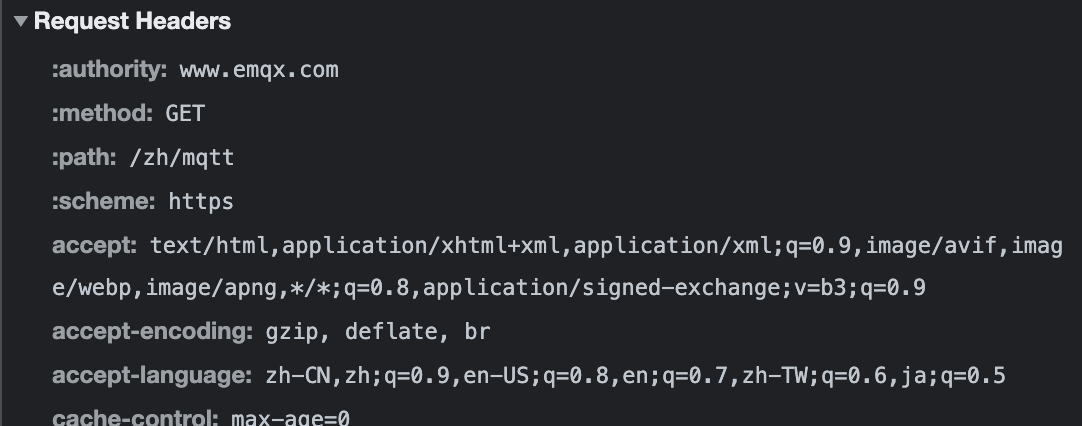 Request Headers
:authority: www.emqx.com
:method: GET
:path: /zh/mqtt
:scheme: https
accept: text/html,application/xhtml+xml,application/xml;q=0.9,image/avif,imag
e/webp,image/apng,*/*;q=0.8,application/signed-exchange;v=b3;q=0.9
accept-encoding: gzip, deflate, br
accept-language: zh-CN,zh;q=0.9,en-US;q=0.8,en;q=0.7,zh-TW;q=0.6,ja;q=0.5
cache-control: max-age=0